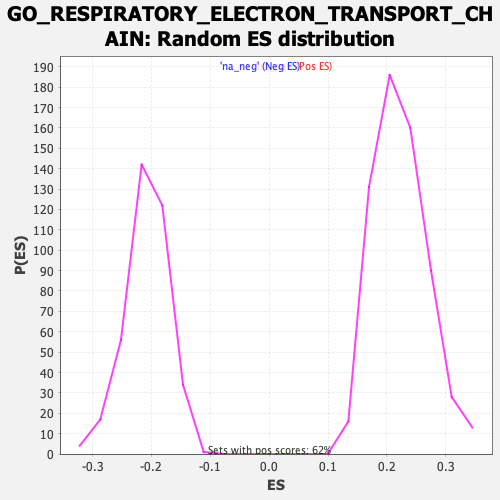 GO_RESPIRATORY_ELECTRON_TRANSPORT_CH
AIN: Random ES distribution
'na_neg' (Neg ES) Pos ES)
190
180
170
160
150
140
130
120
110
100
90
80
70
60
50
40
30
20
10
0
P(ES)
Sets with pos scores: 62%
-0.3 -0.2 -0.1 0.0 0.1 0.2 0.3
ES